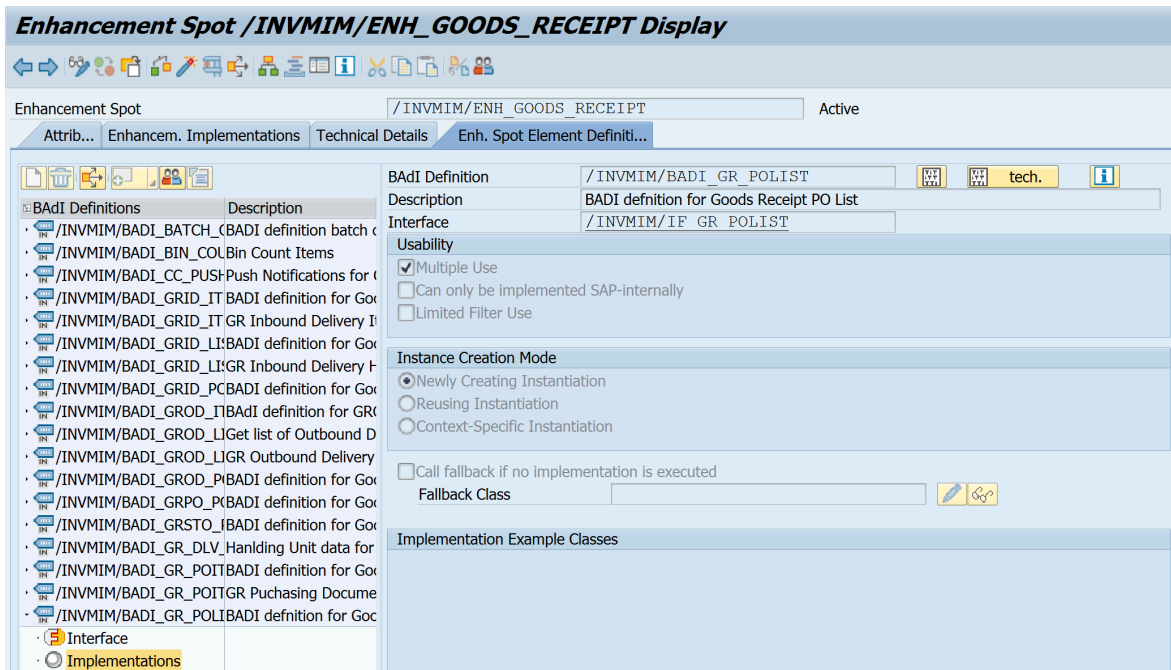 Enhancement Spot /INVMIM/ENH_GOODS_RECEIPT Display
Enhancement Spot /INVMIM/ENH_GOODS_RECEIPT Active
Attrib... Enhancem. Implementations Technical Details Enh. Spot Element Definiti...
BAdI Definitions Description
/INVMIM/BADI_BATCH_( BADI definition batch c
/INVMIM/BADI_BIN_COU Bin Count Items
/INVMIM/BADI_CC_PUSH Push Notifications for (
/INVMIM/BADI_GRID_IT BADI definition for Goo
/INVMIM/BADI_GRID_IT GR Inbound Delivery It
/INVMIM/BADI_GRID_LIS BADI definition for Goo
/INVMIM/BADI_GRID_LIS GR Inbound Delivery H
/INVMIM/BADI_GRID_PO BADI definition for Goo
/INVMIM/BADI_GROD_IT BAdI definition for GRO
/INVMIM/BADI_GROD_LI Get list of Outbound D
/INVMIM/BADI_GROD_LI GR Outbound Delivery
/INVMIM/BADI_GROD_P( BADI definition for Goo
/INVMIM/BADI_GRPO_PO BADI definition for Goo
/INVMIM/BADI_GRSTO_I BADI definition for Goo
/INVMIM/BADI_GR_DLV_ Hanlding Unit data for
/INVMIM/BADI_GR_POIT BADI definition for Goo
/INVMIM/BADI_GR_POIT GR Puchasing Docume
/INVMIM/BADI_GR_POLI BADI defnition for Goo
Interface
Implementations
BAdI Definition /INVMIM/BADI_GR_POLIST tech.
Description BADI defnition for Goods Receipt PO List
Interface /INVMIM/IF_GR_POLIST
Usability
Multiple Use
Can only be implemented SAP-internally
Limited Filter Use
Instance Creation Mode
Newly Creating Instantiation
Reusing Instantiation
Context-Specific Instantiation
Call fallback if no implementation is executed
Fallback Class
Implementation Example Classes